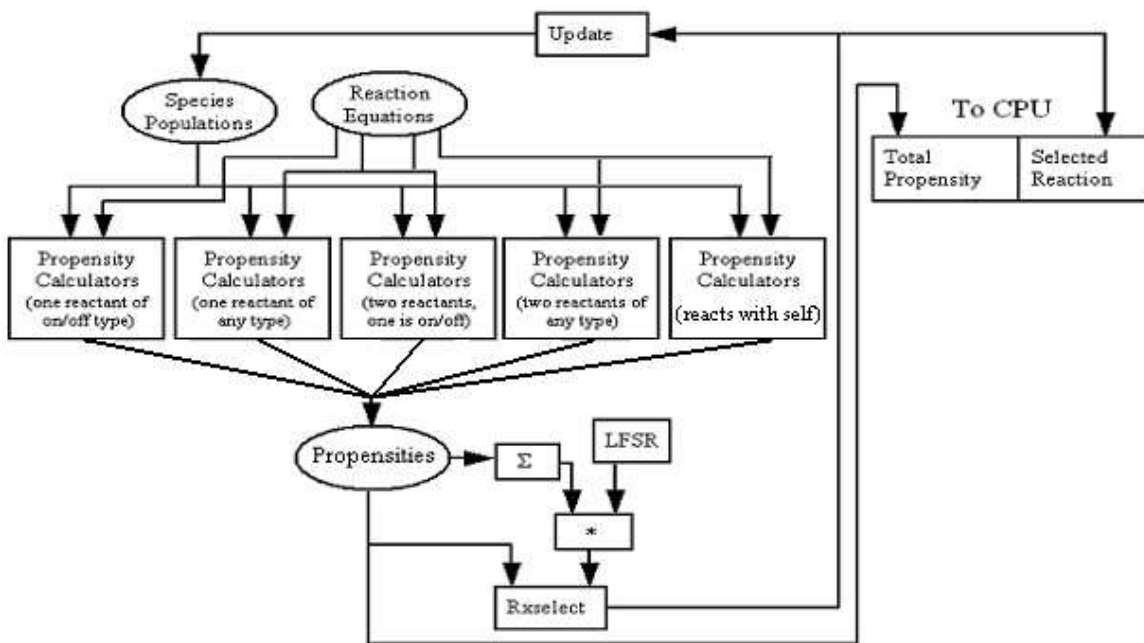 Update
Species
Populations
Reaction
Equations
To CPU
Total
Propensity
Selected
Reaction
Propensity
Calculators
(one reactant of
on/off type)
Propensity
Calculators
(one reactant of
any type)
Propensity
Calculators
(two reactants,
one is on/off)
Propensity
Calculators
(two reactants of
any type)
Propensity
Calculators
(reacts with self)
Propensities
Σ
LFSR
*
Rxselect